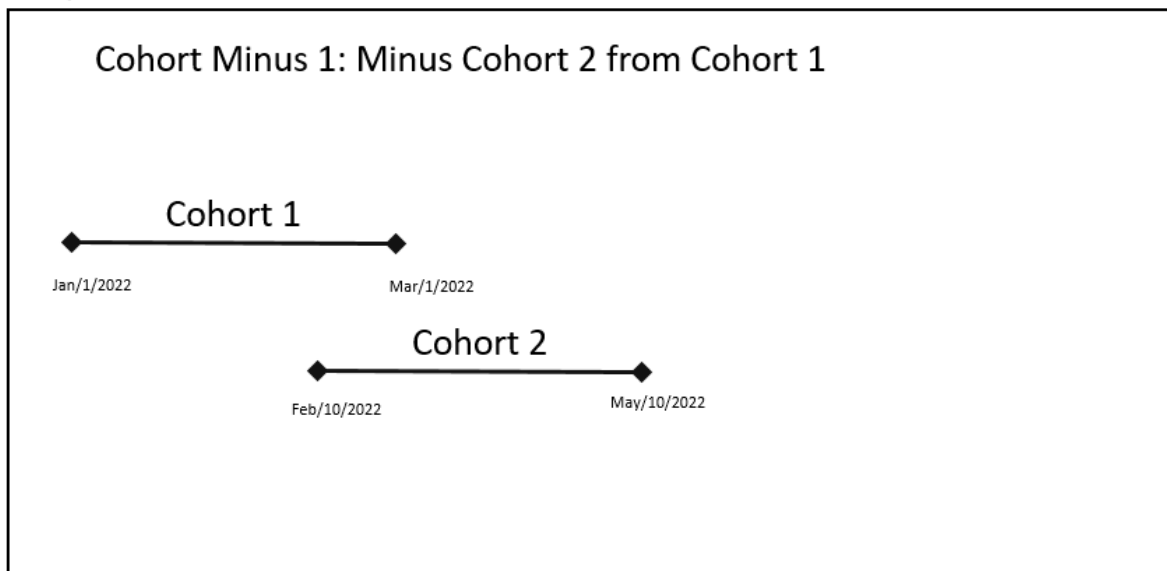 Cohort Minus 1: Minus Cohort 2 from Cohort 1
Cohort 1
Jan/1/2022
Mar/1/2022
Cohort 2
Feb/10/2022
May/10/2022